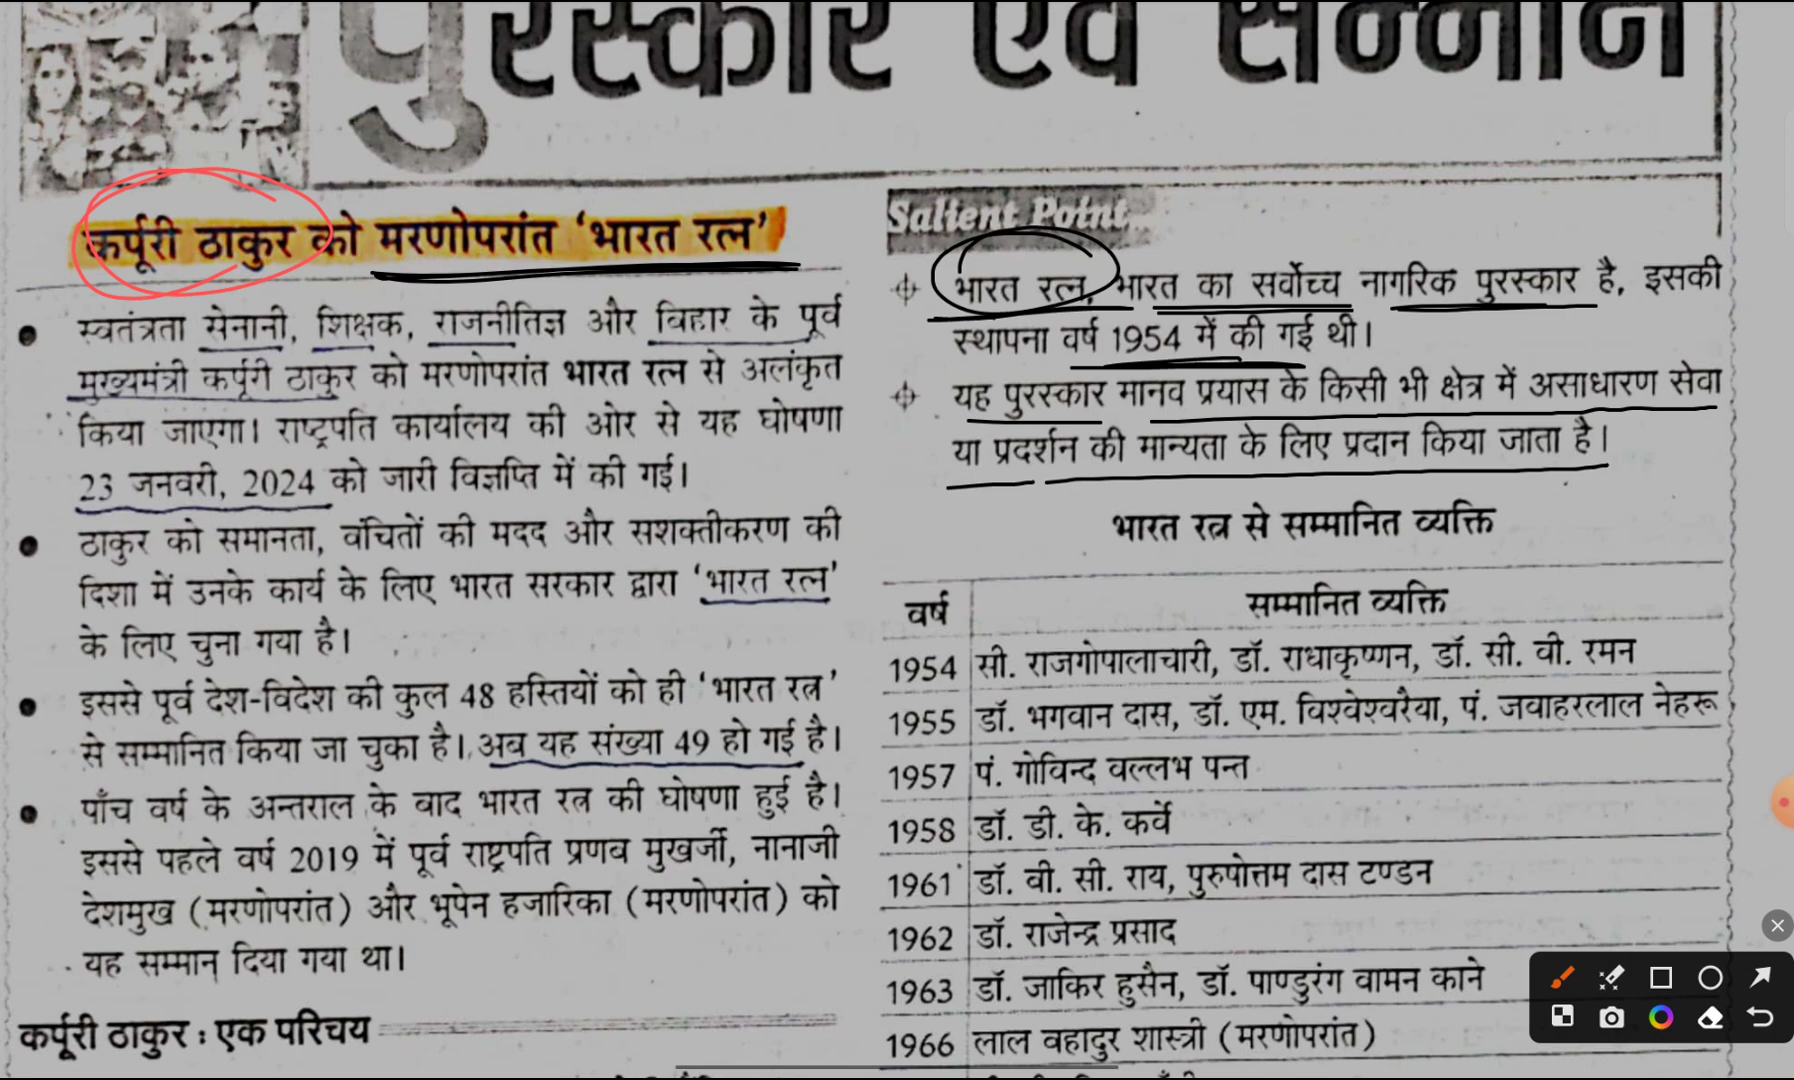 पुरस्कार एवं सम्मान
कर्पूरी ठाकुर को मरणोपरांत ‘भारत रत्न’
● स्वतंत्रता सेनानी, शिक्षक, राजनीतिज्ञ और बिहार के पूर्व
मुख्यमंत्री कर्पूरी ठाकुर को मरणोपरांत भारत रत्न से अलंकृत
किया जाएगा। राष्ट्रपति कार्यालय की ओर से यह घोषणा
23 जनवरी, 2024 को जारी विज्ञप्ति में की गई।
● ठाकुर को समानता, वंचितों की मदद और सशक्तीकरण की
दिशा में उनके कार्य के लिए भारत सरकार द्वारा ‘भारत रत्न’
के लिए चुना गया है।
● इससे पूर्व देश-विदेश की कुल 48 हस्तियों को ही ‘भारत रत्न’
से सम्मानित किया जा चुका है। अब यह संख्या 49 हो गई है।
● पाँच वर्ष के अन्तराल के बाद भारत रत्न की घोषणा हुई है।
इससे पहले वर्ष 2019 में पूर्व राष्ट्रपति प्रणव मुखर्जी, नानाजी
देशमुख (मरणोपरांत) और भूपेन हजारिका (मरणोपरांत) को
यह सम्मान् दिया गया था।
कर्पूरी ठाकुर : एक परिचय
Salient Point...
भारत रत्न, भारत का सर्वोच्च नागरिक पुरस्कार है, इसकी
स्थापना वर्ष 1954 में की गई थी।
यह पुरस्कार मानव प्रयास के किसी भी क्षेत्र में असाधारण सेवा
या प्रदर्शन की मान्यता के लिए प्रदान किया जाता है।
भारत रत्न से सम्मानित व्यक्ति
वर्ष सम्मानित व्यक्ति
1954 सी. राजगोपालाचारी, डॉ. राधाकृष्णन, डॉ. सी. वी. रमन
1955 डॉ. भगवान दास, डॉ. एम. विश्वेश्वरैया, पं. जवाहरलाल नेहरू
1957 पं. गोविन्द वल्लभ पन्त
1958 डॉ. डी. के. कर्वे
1961 डॉ. बी. सी. राय, पुरुषोत्तम दास टण्डन
1962 डॉ. राजेन्द्र प्रसाद
1963 डॉ. जाकिर हुसैन, डॉ. पाण्डुरंग वामन काने
1966 लाल बहादुर शास्त्री (मरणोपरांत)